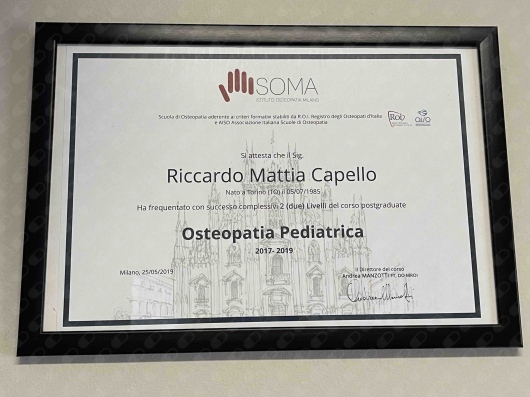 SOMA
ISTITUTO OSTEOPATIA MILANO
Scuola di Osteopatia aderente ai criteri formativi stabiliti da R.O.I. Registro degli Osteopati d'Italia
e AISO Associazione Italiana Scuole di Osteopatia
Si attesta che il Sig.
Riccardo Mattia Capello
Nato a Torino (TO) il 05/07/1985
Ha frequentato con successo complessivi 2 (due) Livelli del corso postgraduate
Osteopatia Pediatrica
2017- 2019
Milano, 25/05/2019
Il Direttore del corso
Andrea MANZOTTI FT, DO MROI